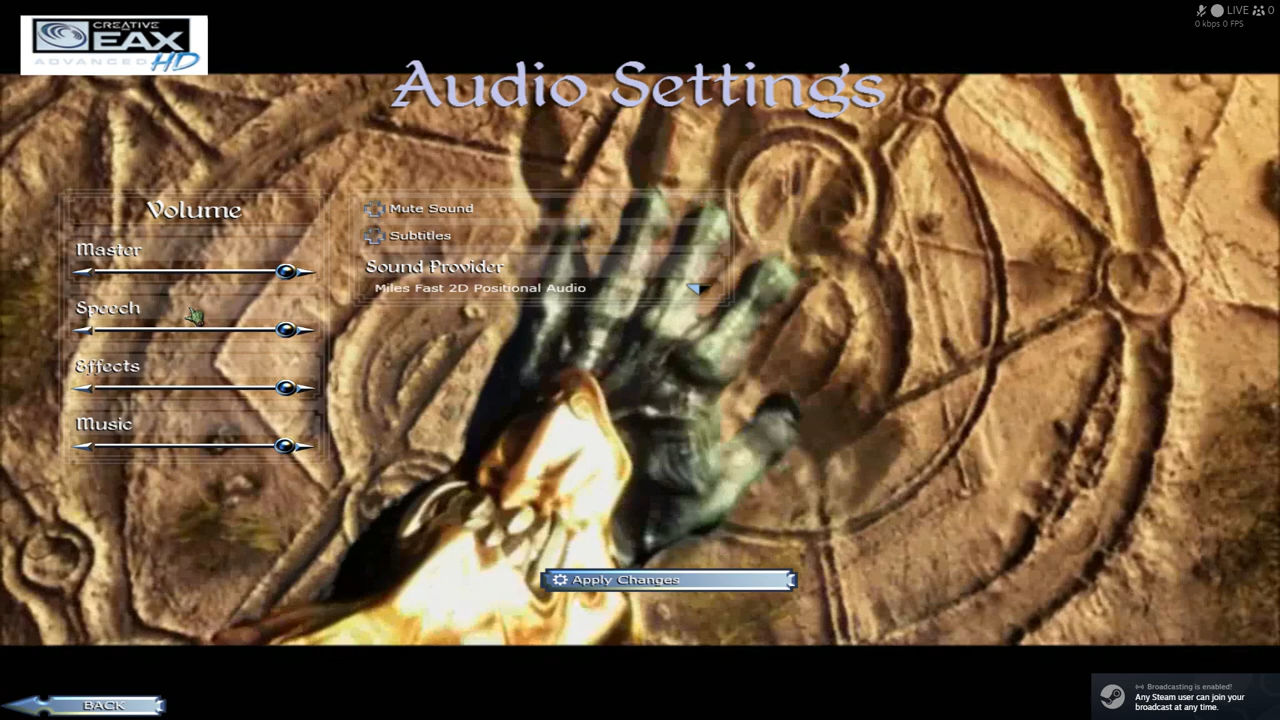 CREATIVE
EAX
ADVANCED HD
LIVE 0
0 kbps 0 FPS
Audio Settings
Volume
Master
Speech
Effects
Music
Mute Sound
Subtitles
Sound Provider
Miles Fast 2D Positional Audio
Apply Changes
BACK
Broadcasting is enabled!
Any Steam user can join your
broadcast at any time.